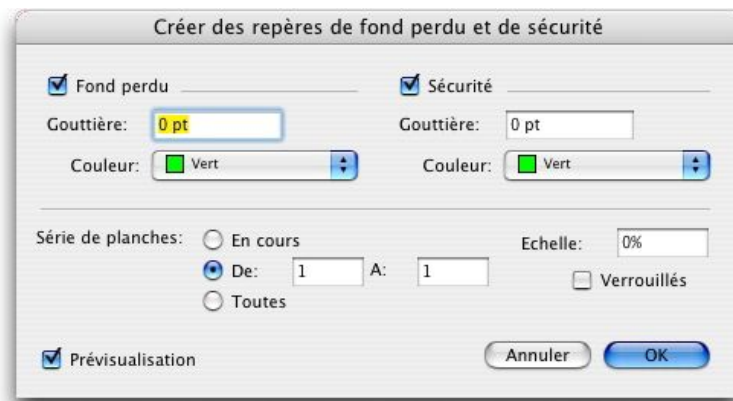 Créer des repères de fond perdu et de sécurité
Fond perdu
Sécurité
Gouttière: 0 pt
Gouttière: 0 pt
Couleur: Vert
Couleur: Vert
Série de planches: En cours
Echelle: 0%
De: 1 A: 1
Verrouillés
Toutes
Prévisualisation
Annuler
OK